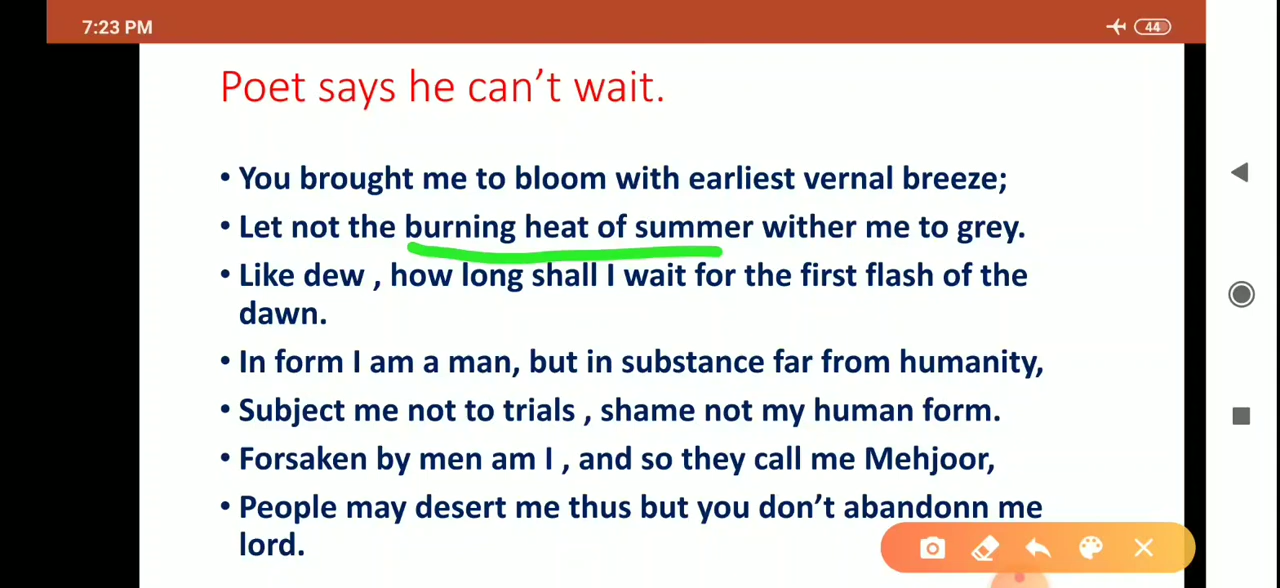 7:23 PM
44
Poet says he can't wait.
• You brought me to bloom with earliest vernal breeze;
• Let not the burning heat of summer wither me to grey.
• Like dew , how long shall I wait for the first flash of the
dawn.
• In form I am a man, but in substance far from humanity,
• Subject me not to trials , shame not my human form.
• Forsaken by men am I , and so they call me Mehjoor,
• People may desert me thus but you don't abandonn me
lord.